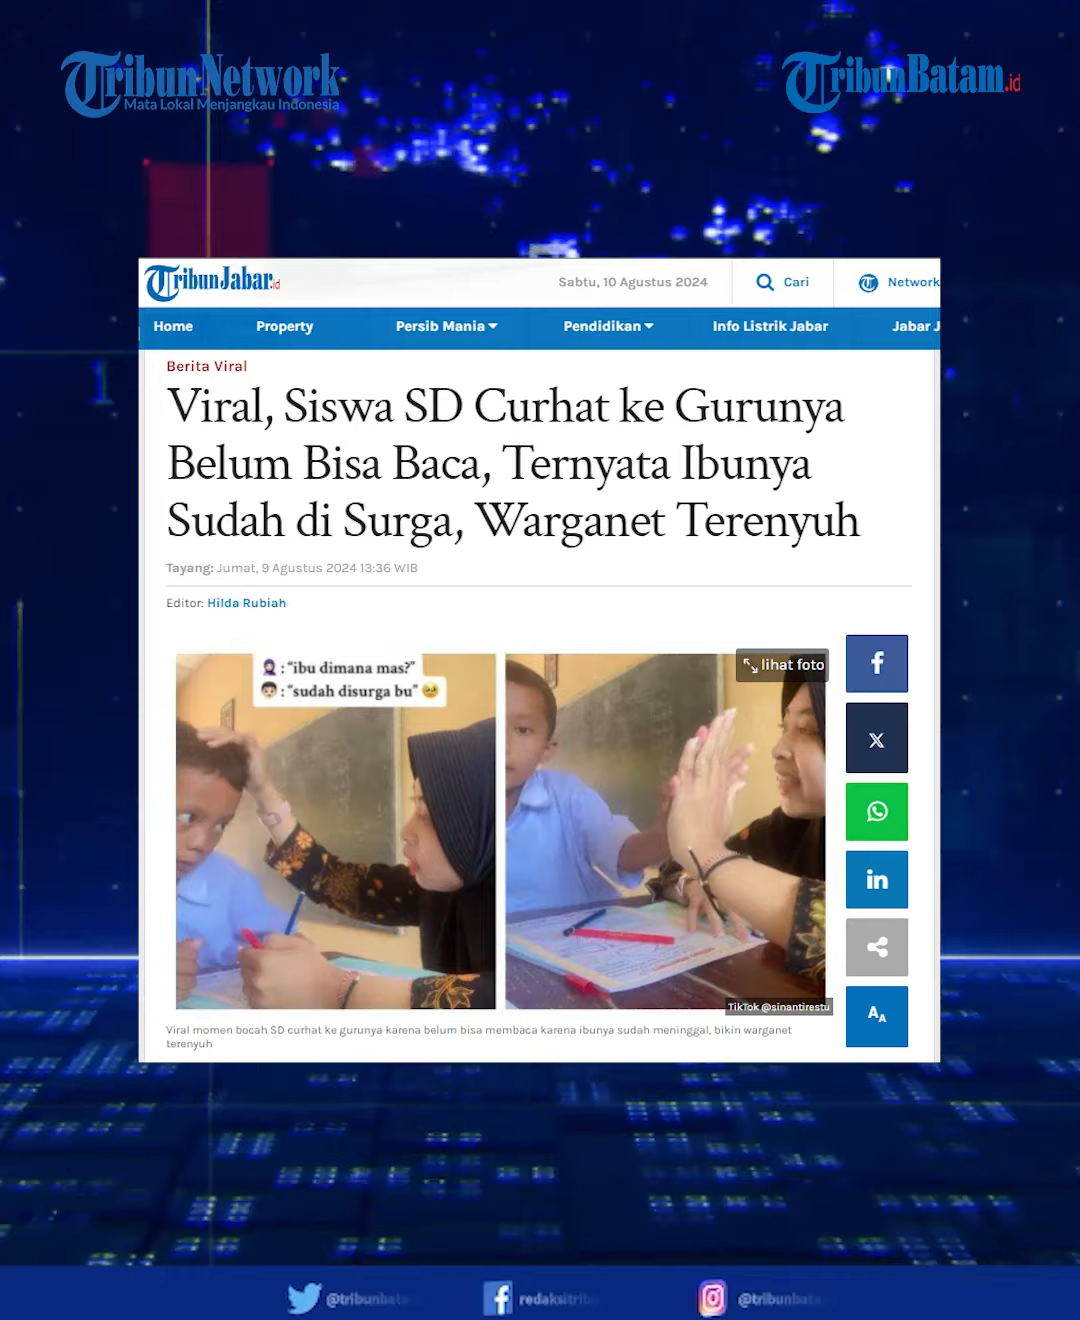 TribunNetwork
Mata Lokal Menjangkau Indonesia
TribunBatam.id
TribunJabar.id
Sabtu, 10 Agustus 2024
Cari
Network
Home
Property
Persib Mania
Pendidikan
Info Listrik Jabar
Jabar J
Berita Viral
Viral, Siswa SD Curhat ke Gurunya
Belum Bisa Baca, Ternyata Ibunya
Sudah di Surga, Warganet Terenyuh
Tayang: Jumat, 9 Agustus 2024 13:36 WIB
Editor: Hilda Rubiah
: "ibu dimana mas?"
: "sudah disurga bu"
lihat foto
TikTok @sinantirestu
Viral momen bocah SD curhat ke gurunya karena belum bisa membaca karena ibunya sudah meninggal, bikin warganet
terenyuh
@tribunbata
redaksitribu
@tribunbata